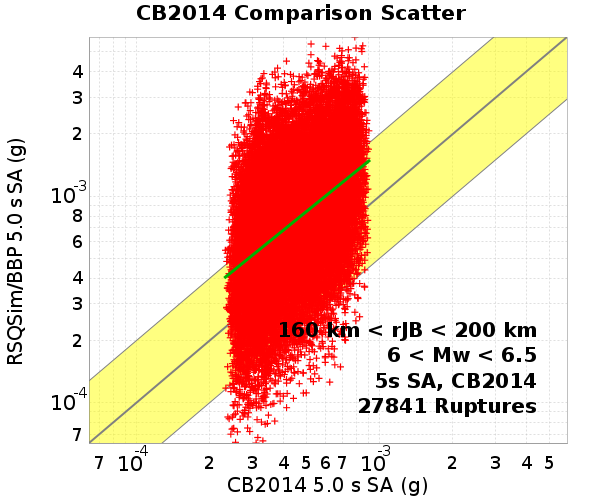 CB2014 Comparison Scatter
RSQSim/BBP 5.0 s SA (g)
4
3
2
10-3
8
6
4
3
2
10-4
7
160 km < rJB < 200 km
6 < Mw < 6.5
5s SA, CB2014
27841 Ruptures
7 10-4 2 3 4 5 6 7 10-3 2 3 4 5
CB2014 5.0 s SA (g)